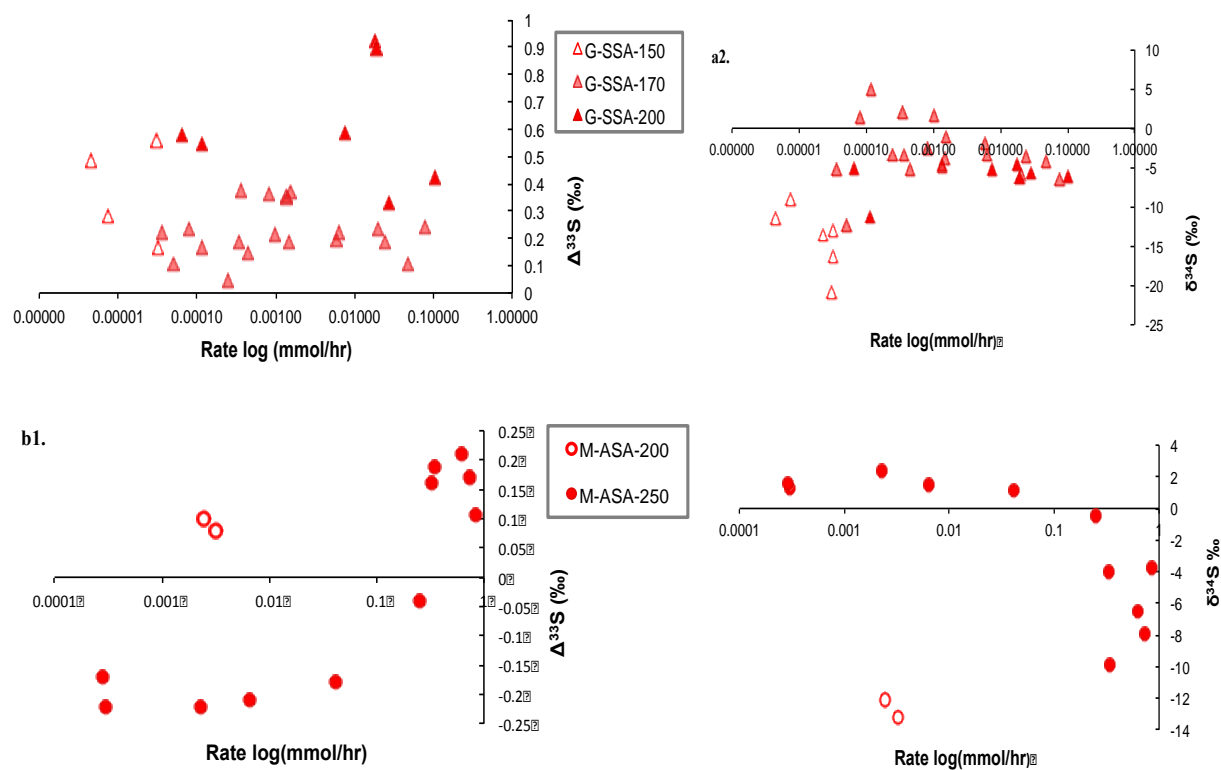 1
0.9
0.8
0.7
0.6
0.5
0.4
0.3
0.2
0.1
0
Δ³³S (‰)
0.00000 0.00001 0.00010 0.00100 0.01000 0.10000 1.00000
Rate log (mmol/hr)
G-SSA-150
G-SSA-170
G-SSA-200
a2.
10
5
0
-5
-10
-15
-20
-25
δ³⁴S (‰)
0.00000 0.00001 0.00010 0.00100 0.01000 0.10000 1.00000
Rate log(mmol/hr)
b1.
0.25
0.2
0.15
0.1
0.05
0
-0.05
-0.1
-0.15
-0.2
-0.25
Δ³³S (‰)
0.0001 0.001 0.01 0.1 1
Rate log(mmol/hr)
M-ASA-200
M-ASA-250
4
2
0
-2
-4
-6
-8
-10
-12
-14
δ³⁴S ‰
0.0001 0.001 0.01 0.1 1
Rate log(mmol/hr)